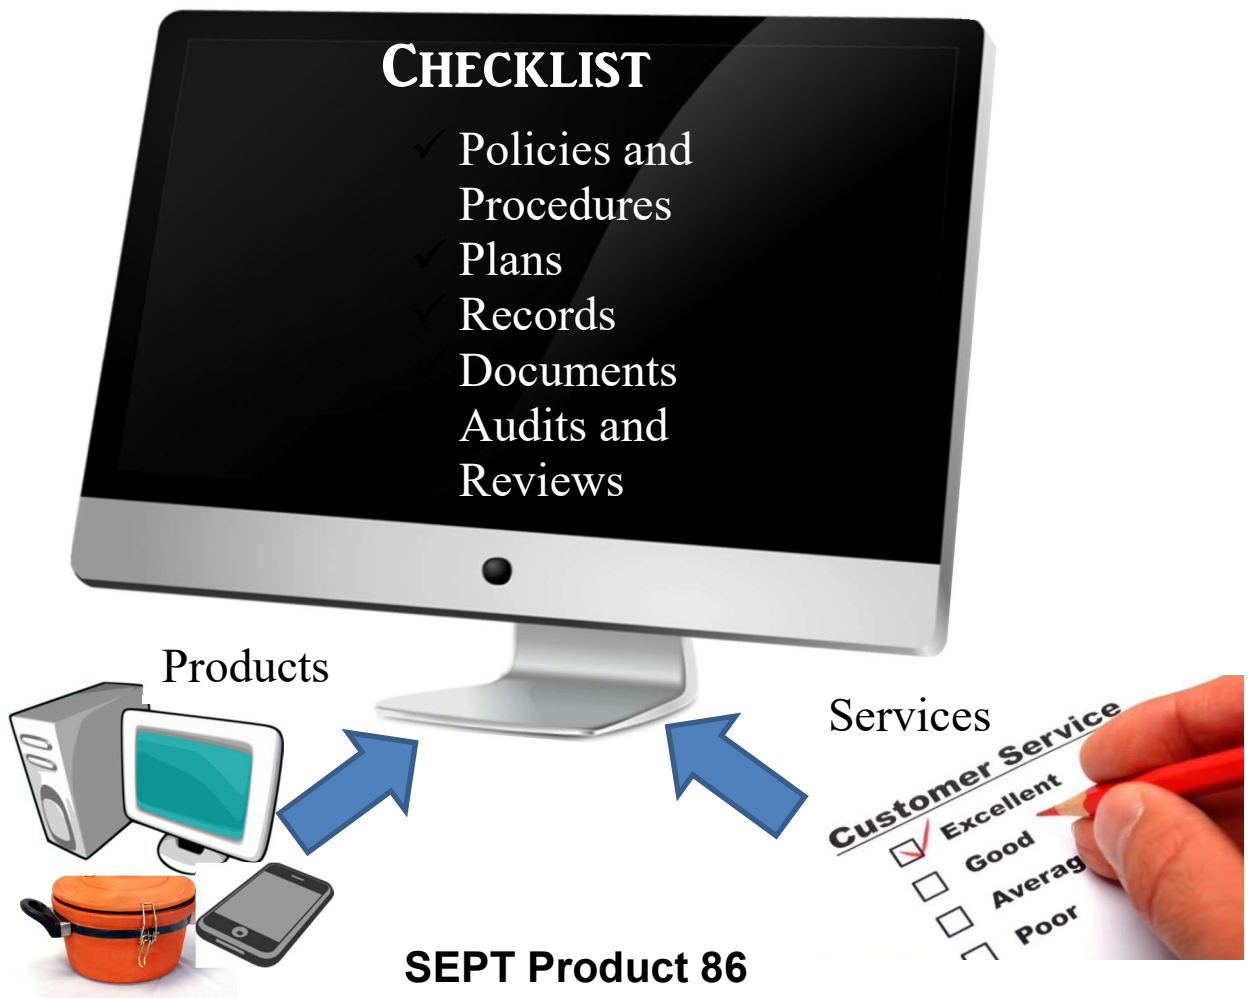 CHECKLIST
✓ Policies and
Procedures
✓ Plans
✓ Records
✓ Documents
Audits and
Reviews
Products
Services
Customer Service
Excellent
Good
Averag
Poor
SEPT Product 86